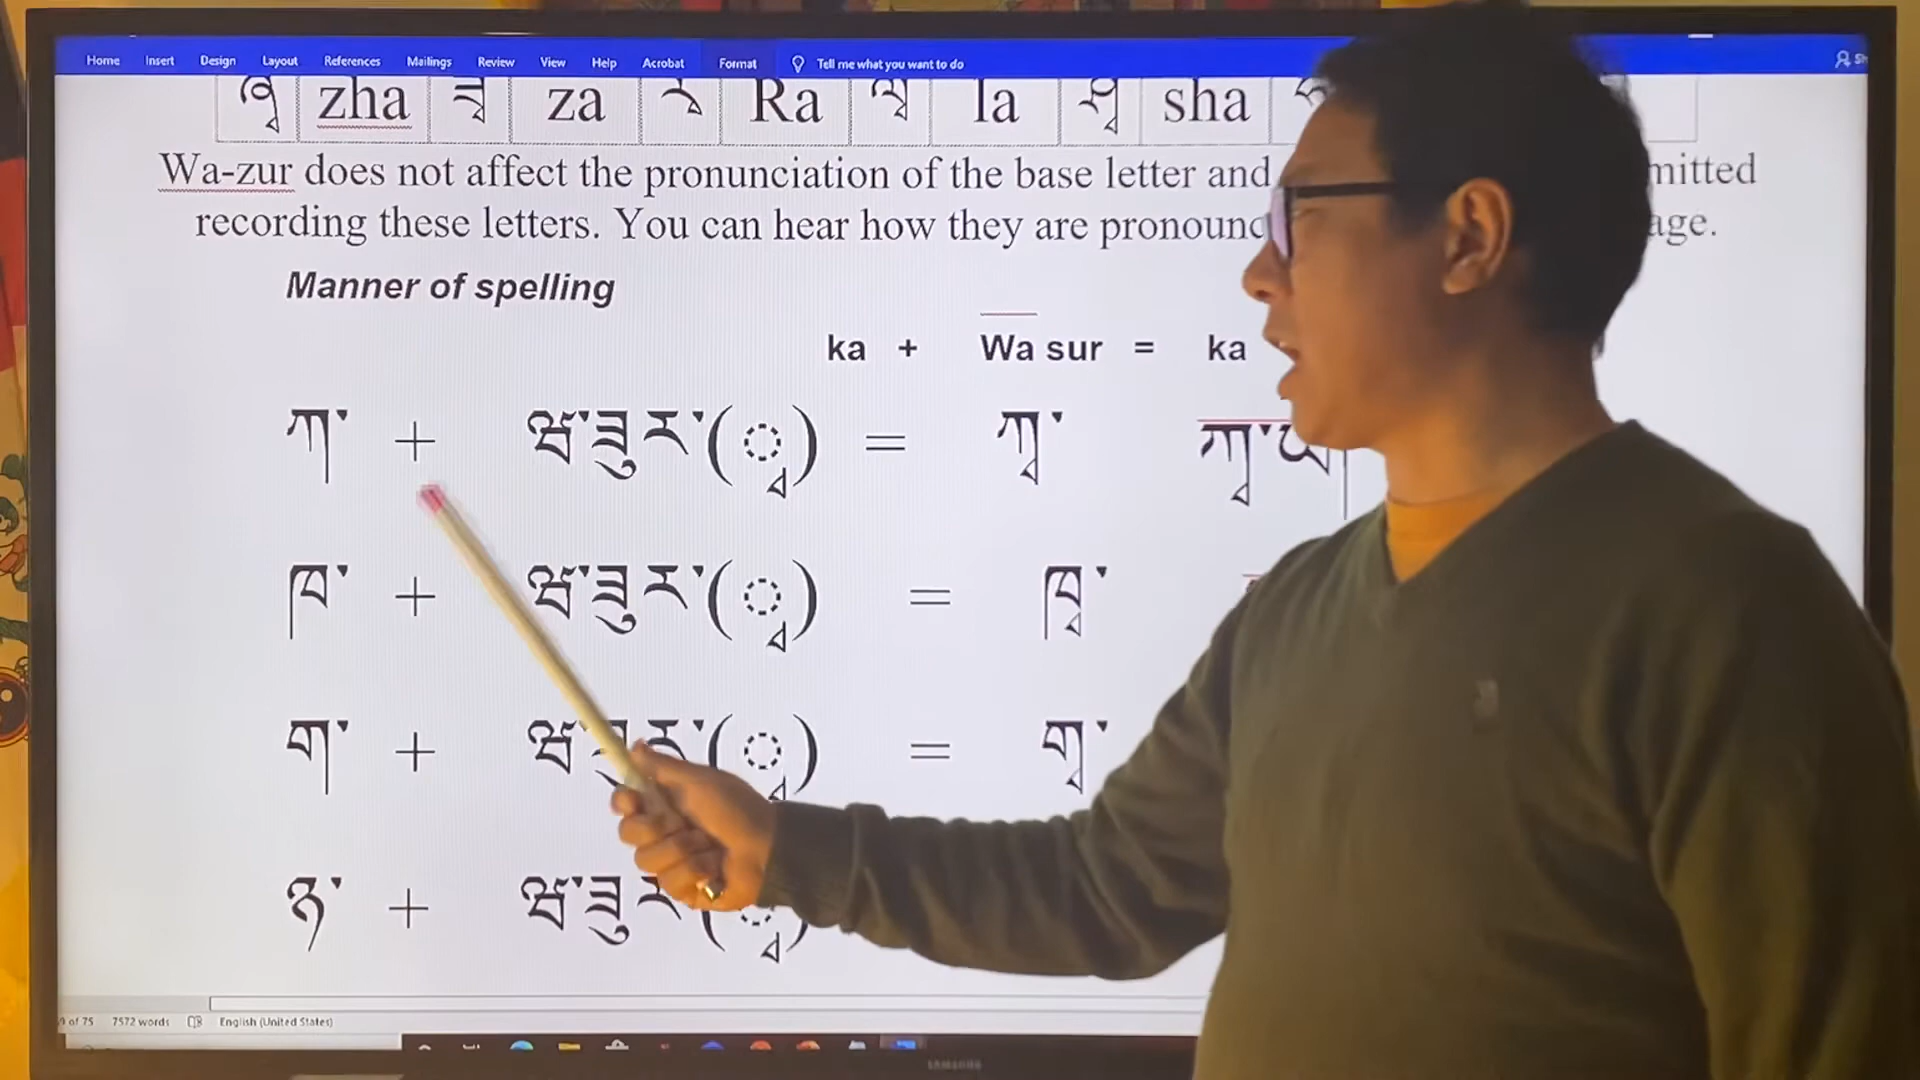 Home Insert Design Layout References Mailings Review View Help Acrobat Format Tell me what you want to do
ཞྭ zha ཟྭ za རྭ Ra ལྭ la ཤྭ sha
Wa-zur does not affect the pronunciation of the base letter and mitted
recording these letters. You can hear how they are age.
Manner of spelling
ka + Wa sur = ka
ཀ་ + ཝ་ཟུར་(ྭ) = ཀྭ་ ཀྭ་ཡ
ཁ་ + ཝ་ཟུར་(ྭ) = ཁྭ་
ག་ + ཝ་ཟུར་(ྭ) = གྭ་
ཉ་ + ཝ་ཟུར་(ྭ)
of 75 7572 words English (United States)
SAMSUNG